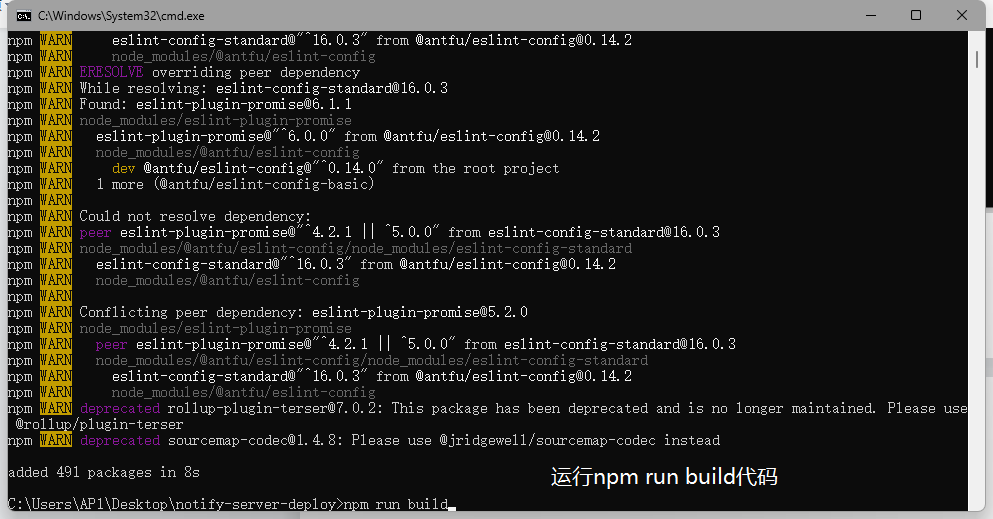 C:\Windows\System32\cmd.exe
npm WARN eslint-config-standard@"^16.0.3" from @antfu/eslint-config@0.14.2
npm WARN node_modules/@antfu/eslint-config
npm WARN ERESOLVE overriding peer dependency
npm WARN While resolving: eslint-config-standard@16.0.3
npm WARN Found: eslint-plugin-promise@6.1.1
npm WARN node_modules/eslint-plugin-promise
npm WARN eslint-plugin-promise@"^6.0.0" from @antfu/eslint-config@0.14.2
npm WARN node_modules/@antfu/eslint-config
npm WARN dev @antfu/eslint-config@"^0.14.0" from the root project
npm WARN 1 more (@antfu/eslint-config-basic)
npm WARN
npm WARN Could not resolve dependency:
npm WARN peer eslint-plugin-promise@"^4.2.1 || ^5.0.0" from eslint-config-standard@16.0.3
npm WARN node_modules/@antfu/eslint-config/node_modules/eslint-config-standard
npm WARN eslint-config-standard@"^16.0.3" from @antfu/eslint-config@0.14.2
npm WARN node_modules/@antfu/eslint-config
npm WARN
npm WARN Conflicting peer dependency: eslint-plugin-promise@5.2.0
npm WARN node_modules/eslint-plugin-promise
npm WARN peer eslint-plugin-promise@"^4.2.1 || ^5.0.0" from eslint-config-standard@16.0.3
npm WARN node_modules/@antfu/eslint-config/node_modules/eslint-config-standard
npm WARN eslint-config-standard@"^16.0.3" from @antfu/eslint-config@0.14.2
npm WARN node_modules/@antfu/eslint-config
npm WARN deprecated rollup-plugin-terser@7.0.2: This package has been deprecated and is no longer maintained. Please use
@rollup/plugin-terser
npm WARN deprecated sourcemap-codec@1.4.8: Please use @jridgewell/sourcemap-codec instead
added 491 packages in 8s
运行npm run build代码
C:\Users\AP1\Desktop\notify-server-deploy>npm run build